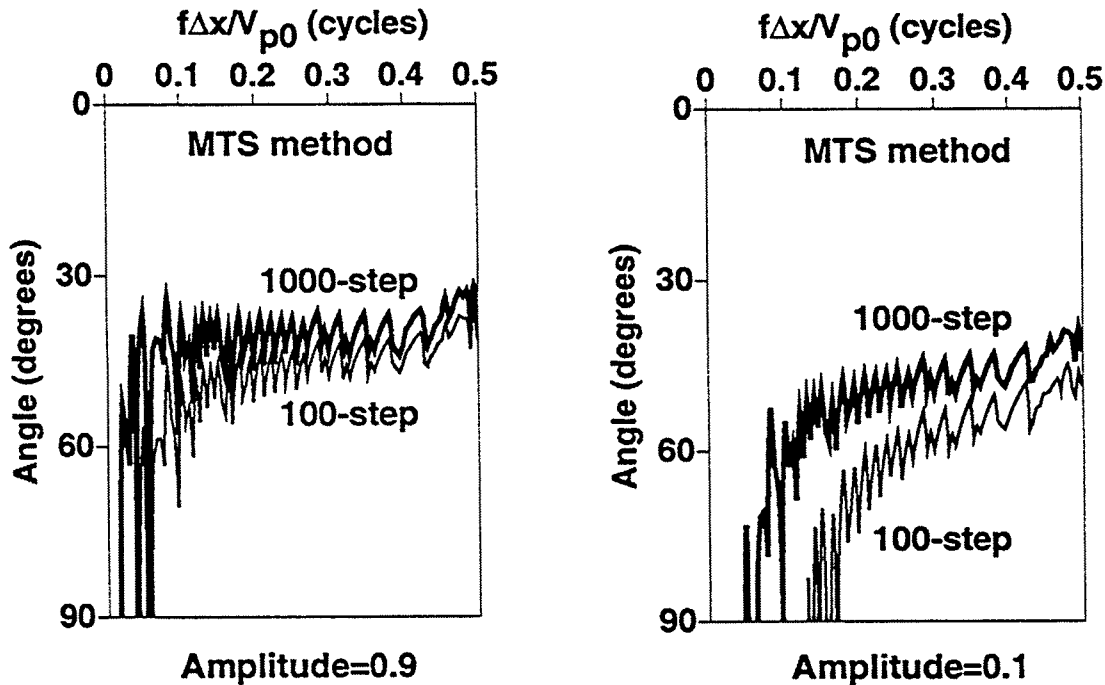 fΔx/Vp0 (cycles)
0 0.1 0.2 0.3 0.4 0.5
0
MTS method
30
1000-step
Angle (degrees)
100-step
60
90
Amplitude=0.9
fΔx/Vp0 (cycles)
0 0.1 0.2 0.3 0.4 0.5
0
MTS method
30
1000-step
Angle (degrees)
60
100-step
90
Amplitude=0.1